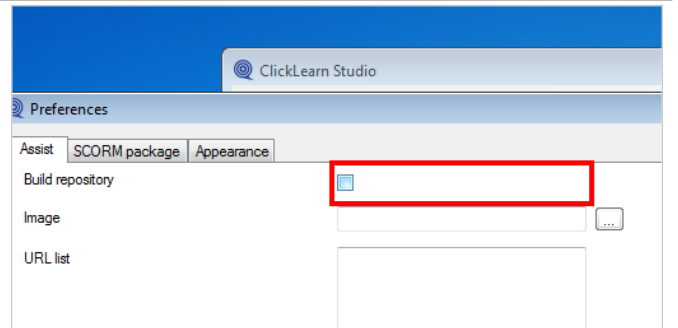 ClickLearn Studio
Preferences
Assist SCORM package Appearance
Build repository
Image ...
URL list